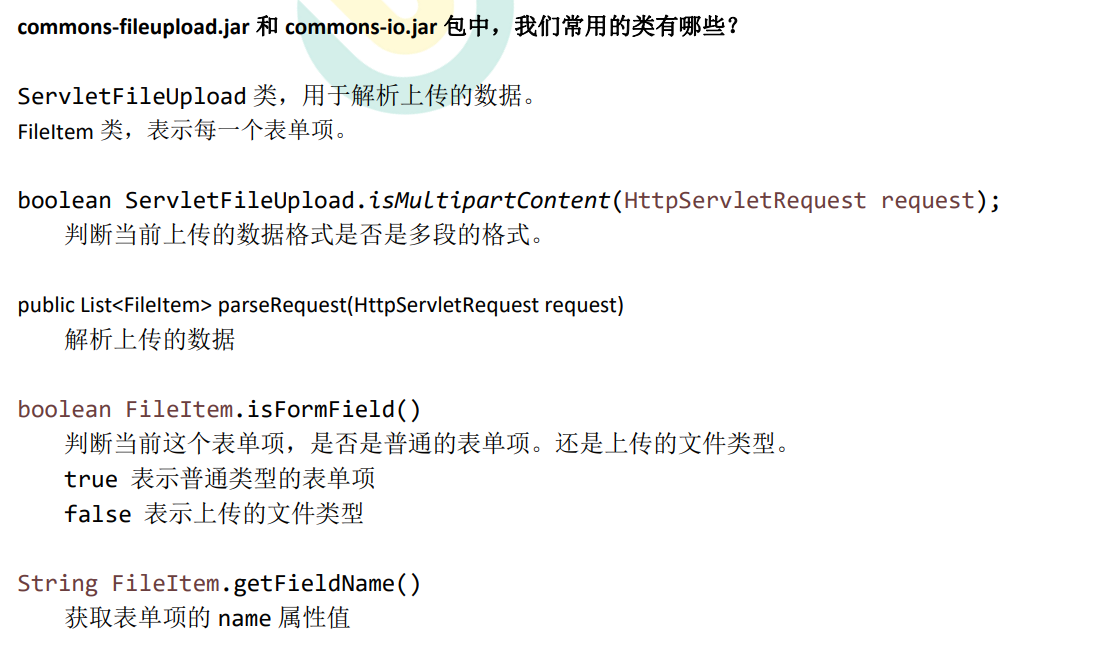 commons-fileupload.jar 和 commons-io.jar 包中，我们常用的类有哪些？
ServletFileUpload 类，用于解析上传的数据。
FileItem 类，表示每一个表单项。
boolean ServletFileUpload.isMultipartContent(HttpServletRequest request);
判断当前上传的数据格式是否是多段的格式。
public List<FileItem> parseRequest(HttpServletRequest request)
解析上传的数据
boolean FileItem.isFormField()
判断当前这个表单项，是否是普通的表单项。还是上传的文件类型。
true 表示普通类型的表单项
false 表示上传的文件类型
String FileItem.getFieldName()
获取表单项的 name 属性值